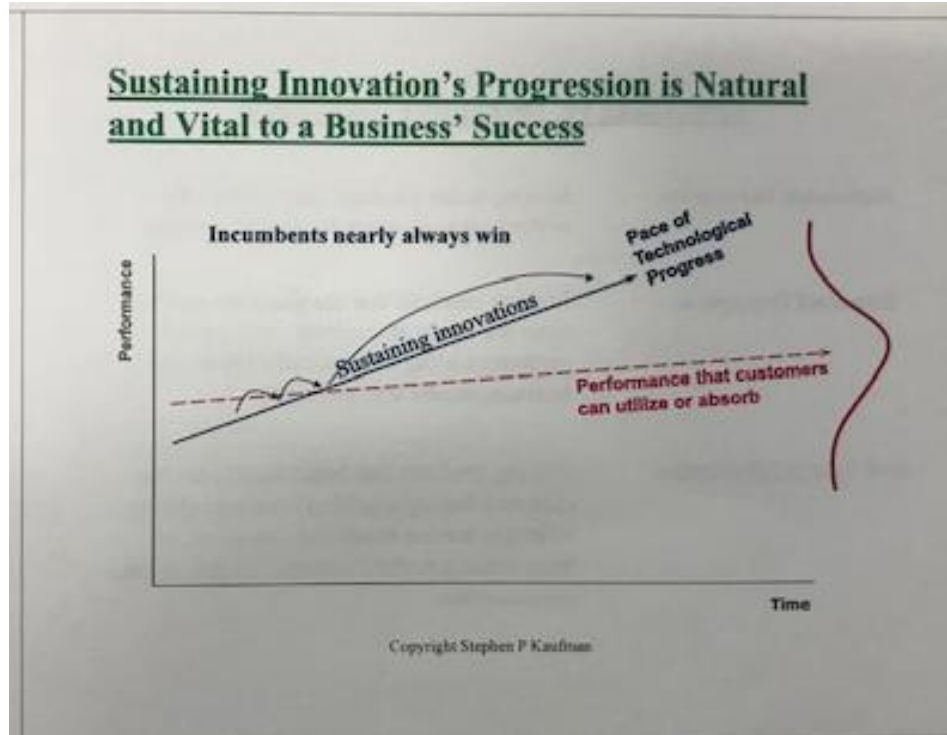 Sustaining Innovation's Progression is Natural
and Vital to a Business' Success
Incumbents nearly always win
Pace of
Technological
Progress
Performance
Sustaining innovations
Performance that customers
can utilize or absorb
Time
Copyright Stephen P Kaufman